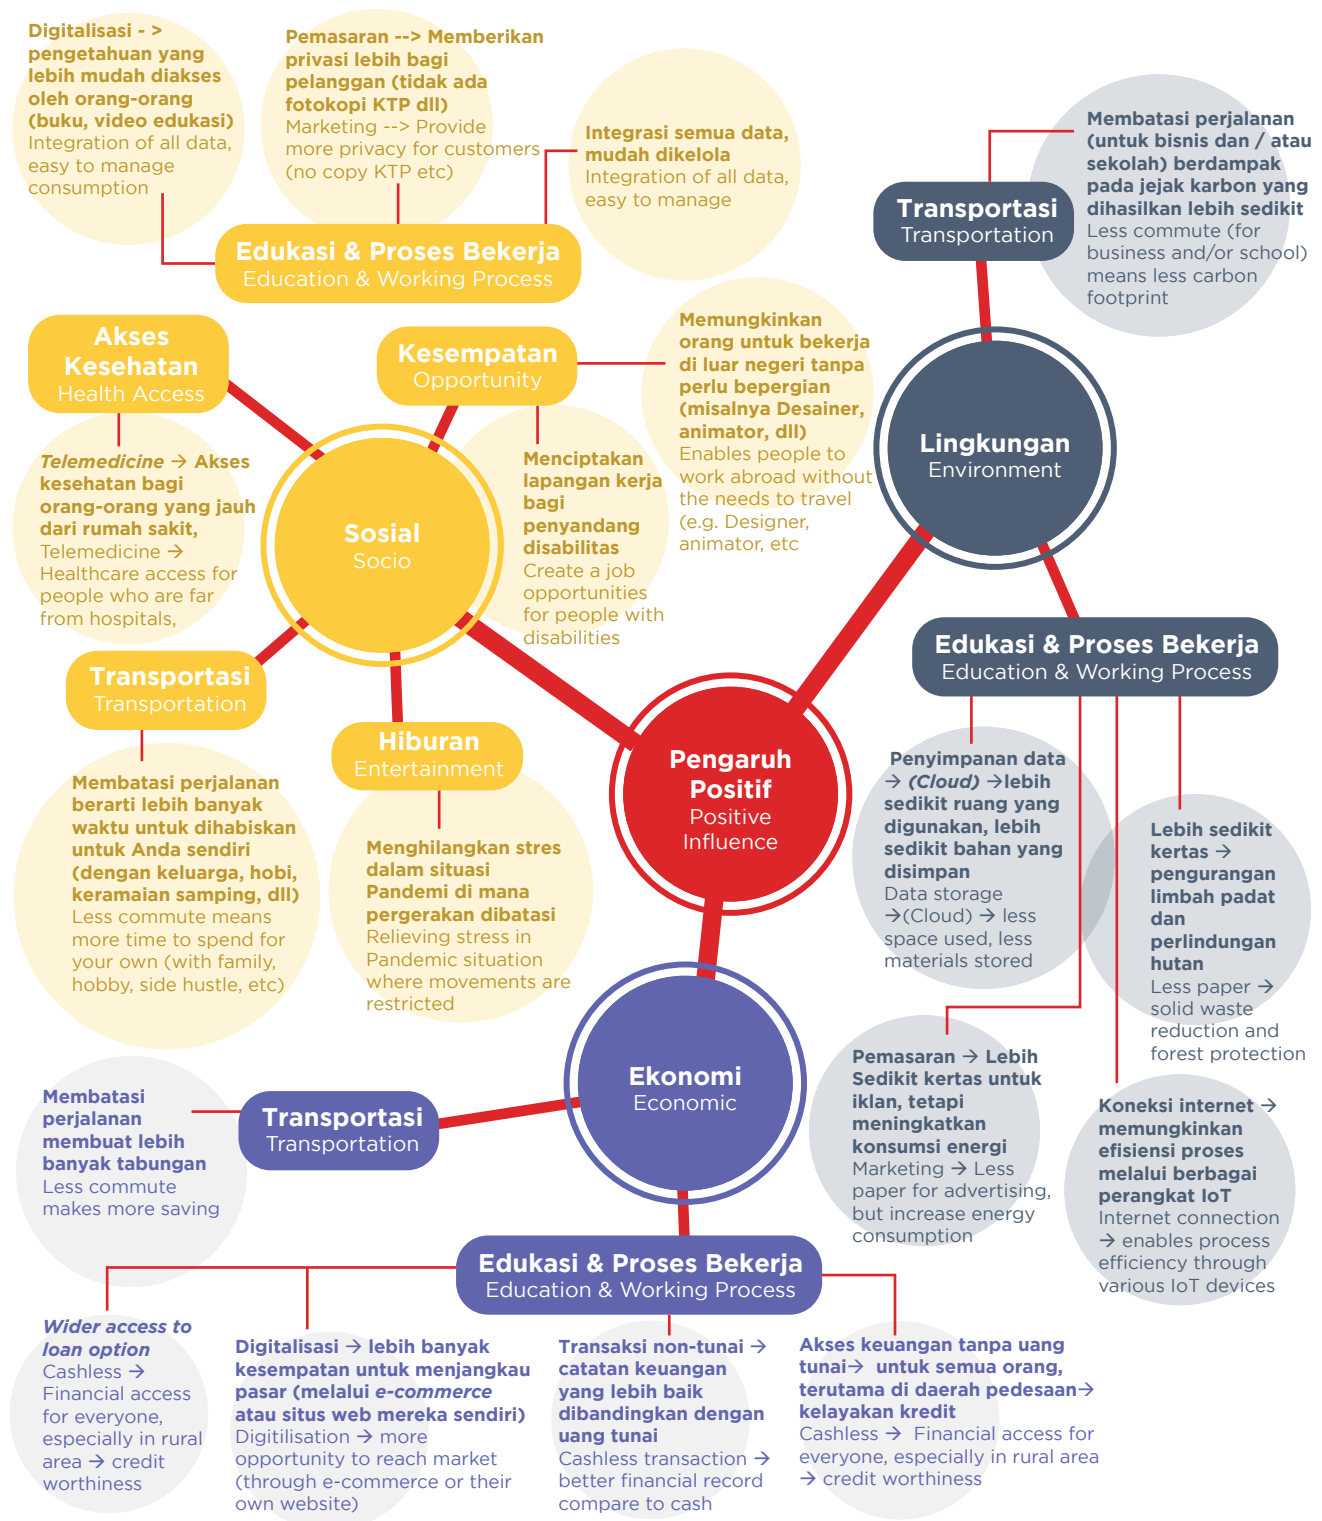 Digitalisasi - >
pengetahuan yang
lebih mudah diakses
oleh orang-orang
(buku, video edukasi)
Integration of all data,
easy to manage
consumption
Pemasaran --> Memberikan
privasi lebih bagi
pelanggan (tidak ada
fotokopi KTP dll)
Marketing --> Provide
more privacy for customers
(no copy KTP etc)
Integrasi semua data,
mudah dikelola
Integration of all data,
easy to manage
Edukasi & Proses Bekerja
Education & Working Process
Akses
Kesehatan
Health Access
Kesempatan
Opportunity
Memungkinkan
orang untuk bekerja
di luar negeri tanpa
perlu bepergian
(misalnya Desainer,
animator, dll)
Enables people to
work abroad without
the needs to travel
(e.g. Designer,
animator, etc
Telemedicine → Akses
kesehatan bagi
orang-orang yang jauh
dari rumah sakit,
Telemedicine →
Healthcare access for
people who are far
from hospitals,
Menciptakan
lapangan kerja
bagi
penyandang
disabilitas
Create a job
opportunities
for people with
disabilities
Sosial
Socio
Transportasi
Transportation
Hiburan
Entertainment
Membatasi perjalanan
berarti lebih banyak
waktu untuk dihabiskan
untuk Anda sendiri
(dengan keluarga, hobi,
keramaian samping, dll)
Less commute means
more time to spend for
your own (with family,
hobby, side hustle, etc)
Menghilangkan stres
dalam situasi
Pandemi di mana
pergerakan dibatasi
Relieving stress in
Pandemic situation
where movements are
restricted
Pengaruh
Positif
Positive
Influence
Transportasi
Transportation
Membatasi perjalanan
(untuk bisnis dan / atau
sekolah) berdampak
pada jejak karbon yang
dihasilkan lebih sedikit
Less commute (for
business and/or school)
means less carbon
footprint
Lingkungan
Environment
Edukasi & Proses Bekerja
Education & Working Process
Penyimpanan data
→ (Cloud) →lebih
sedikit ruang yang
digunakan, lebih
sedikit bahan yang
disimpan
Data storage
→(Cloud) → less
space used, less
materials stored
Lebih sedikit
kertas →
pengurangan
limbah padat
dan
perlindungan
hutan
Less paper →
solid waste
reduction and
forest protection
Pemasaran → Lebih
Sedikit kertas untuk
iklan, tetapi
meningkatkan
konsumsi energi
Marketing → Less
paper for advertising,
but increase energy
consumption
Koneksi internet →
memungkinkan
efisiensi proses
melalui berbagai
perangkat IoT
Internet connection
→ enables process
efficiency through
various IoT devices
Ekonomi
Economic
Transportasi
Transportation
Membatasi
perjalanan
membuat lebih
banyak tabungan
Less commute
makes more saving
Edukasi & Proses Bekerja
Education & Working Process
Wider access to
loan option
Cashless →
Financial access
for everyone,
especially in rural
area → credit
worthiness
Digitalisasi → lebih banyak
kesempatan untuk menjangkau
pasar (melalui e-commerce
atau situs web mereka sendiri)
Digitilisation → more
opportunity to reach market
(through e-commerce or their
own website)
Transaksi non-tunai →
catatan keuangan
yang lebih baik
dibandingkan dengan
uang tunai
Cashless transaction →
better financial record
compare to cash
Akses keuangan tanpa uang
tunai→ untuk semua orang,
terutama di daerah pedesaan→
kelayakan kredit
Cashless → Financial access for
everyone, especially in rural area
→ credit worthiness